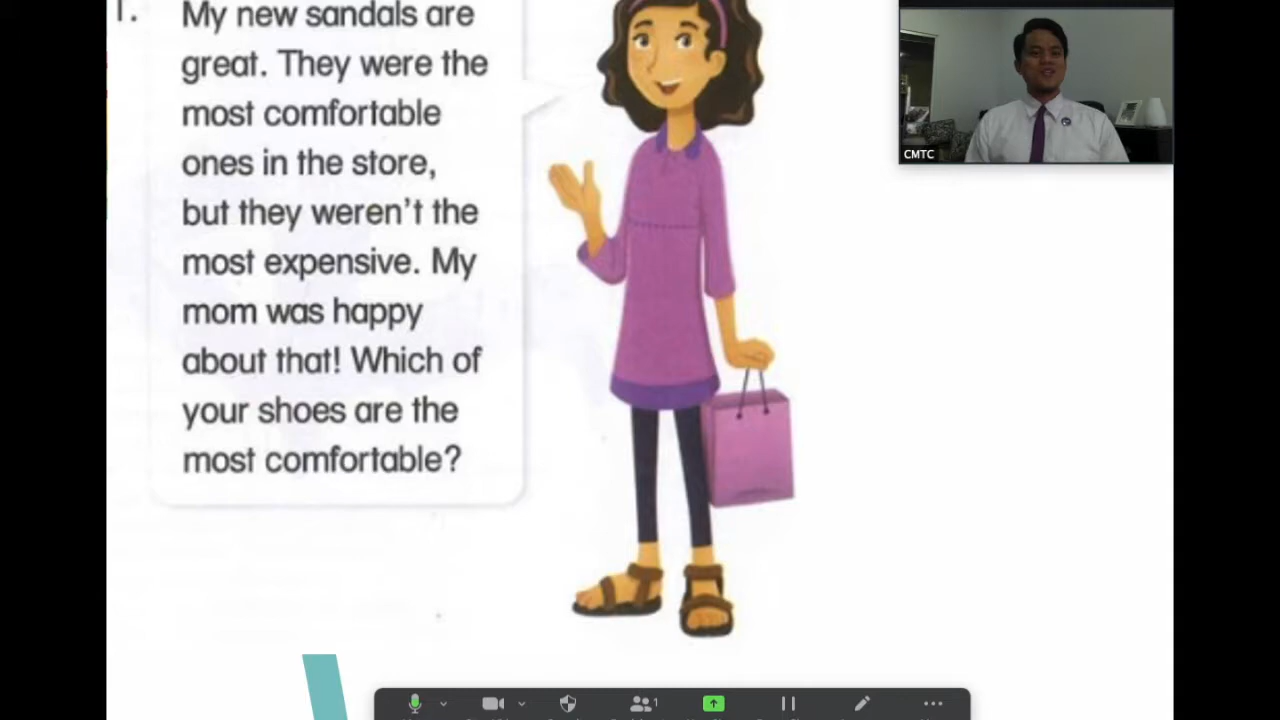 1.
My new sandals are
great. They were the
most comfortable
ones in the store,
but they weren't the
most expensive. My
mom was happy
about that! Which of
your shoes are the
most comfortable?
CMTC
1